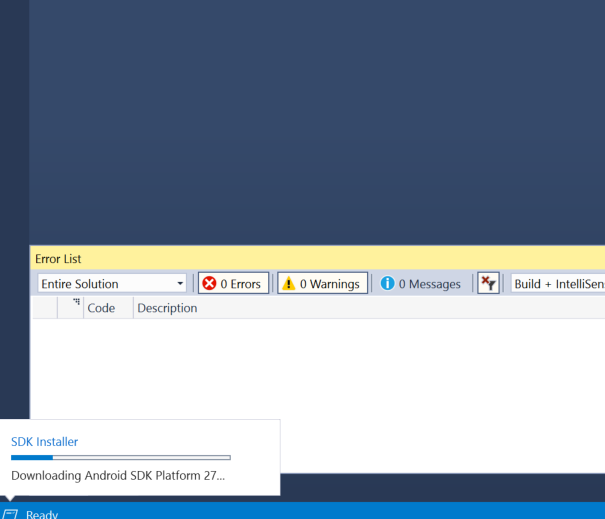 Error List
Entire Solution 0 Errors 0 Warnings 0 Messages Build + IntelliSen
Code Description
SDK Installer
Downloading Android SDK Platform 27...
Ready